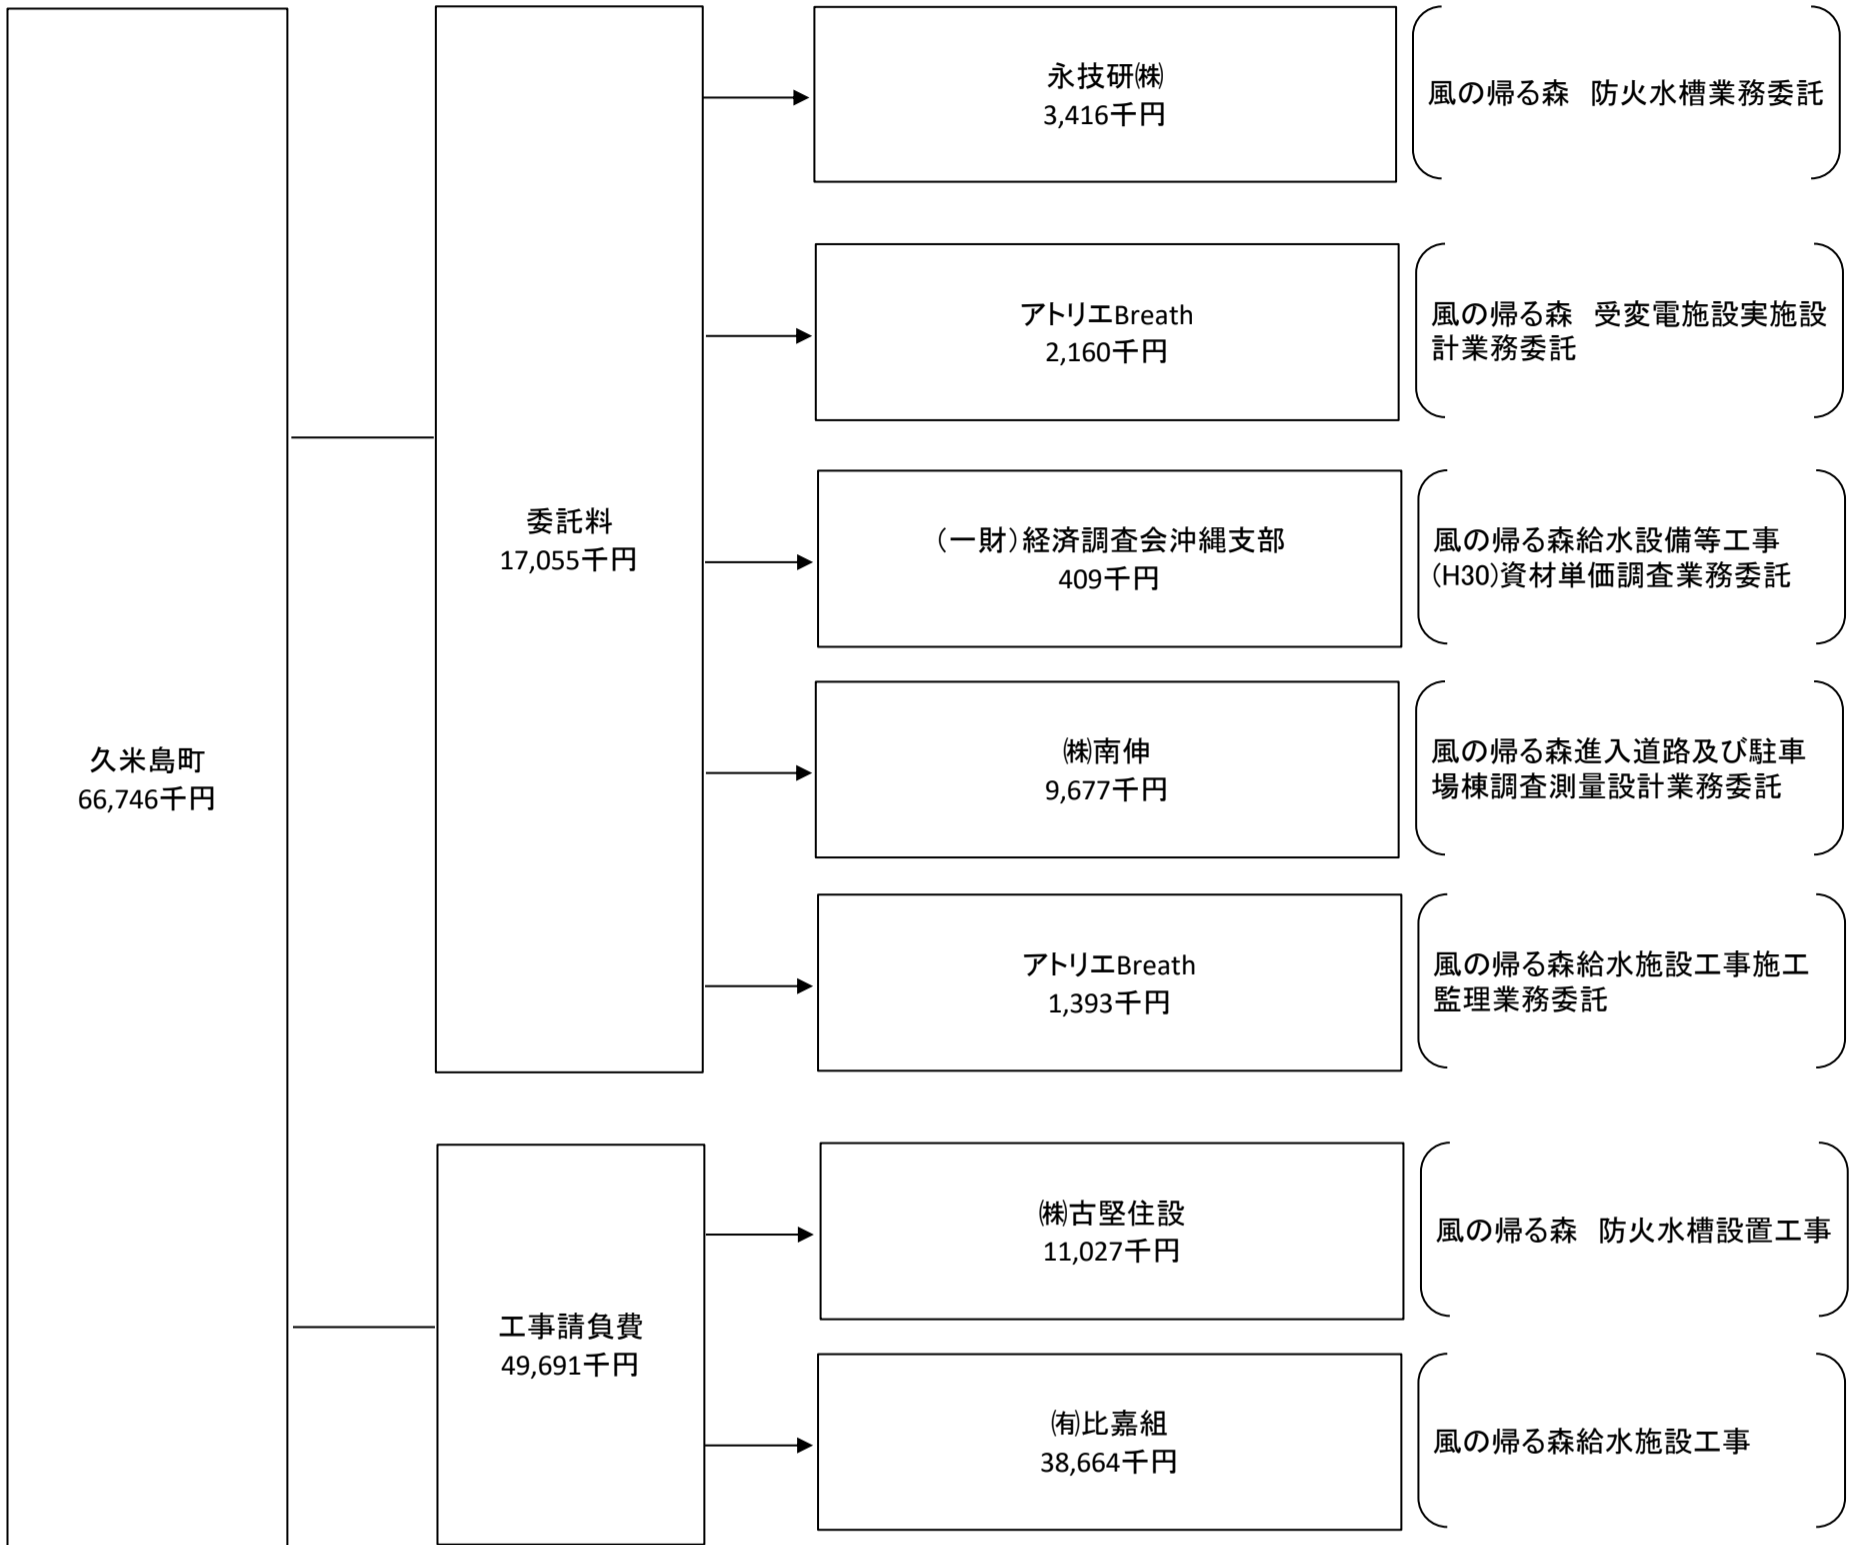 久米島町
66,746千円
委託料
17,055千円
永技研㈱
3,416千円
風の帰る森　防火水槽業務委託
アトリエBreath
2,160千円
風の帰る森　受変電施設実施設
計業務委託
（一財）経済調査会沖縄支部
409千円
風の帰る森給水設備等工事
(H30)資材単価調査業務委託
㈱南伸
9,677千円
風の帰る森進入道路及び駐車
場棟調査測量設計業務委託
アトリエBreath
1,393千円
風の帰る森給水施設工事施工
監理業務委託
工事請負費
49,691千円
㈱古堅住設
11,027千円
風の帰る森　防火水槽設置工事
㈲比嘉組
38,664千円
風の帰る森給水施設工事